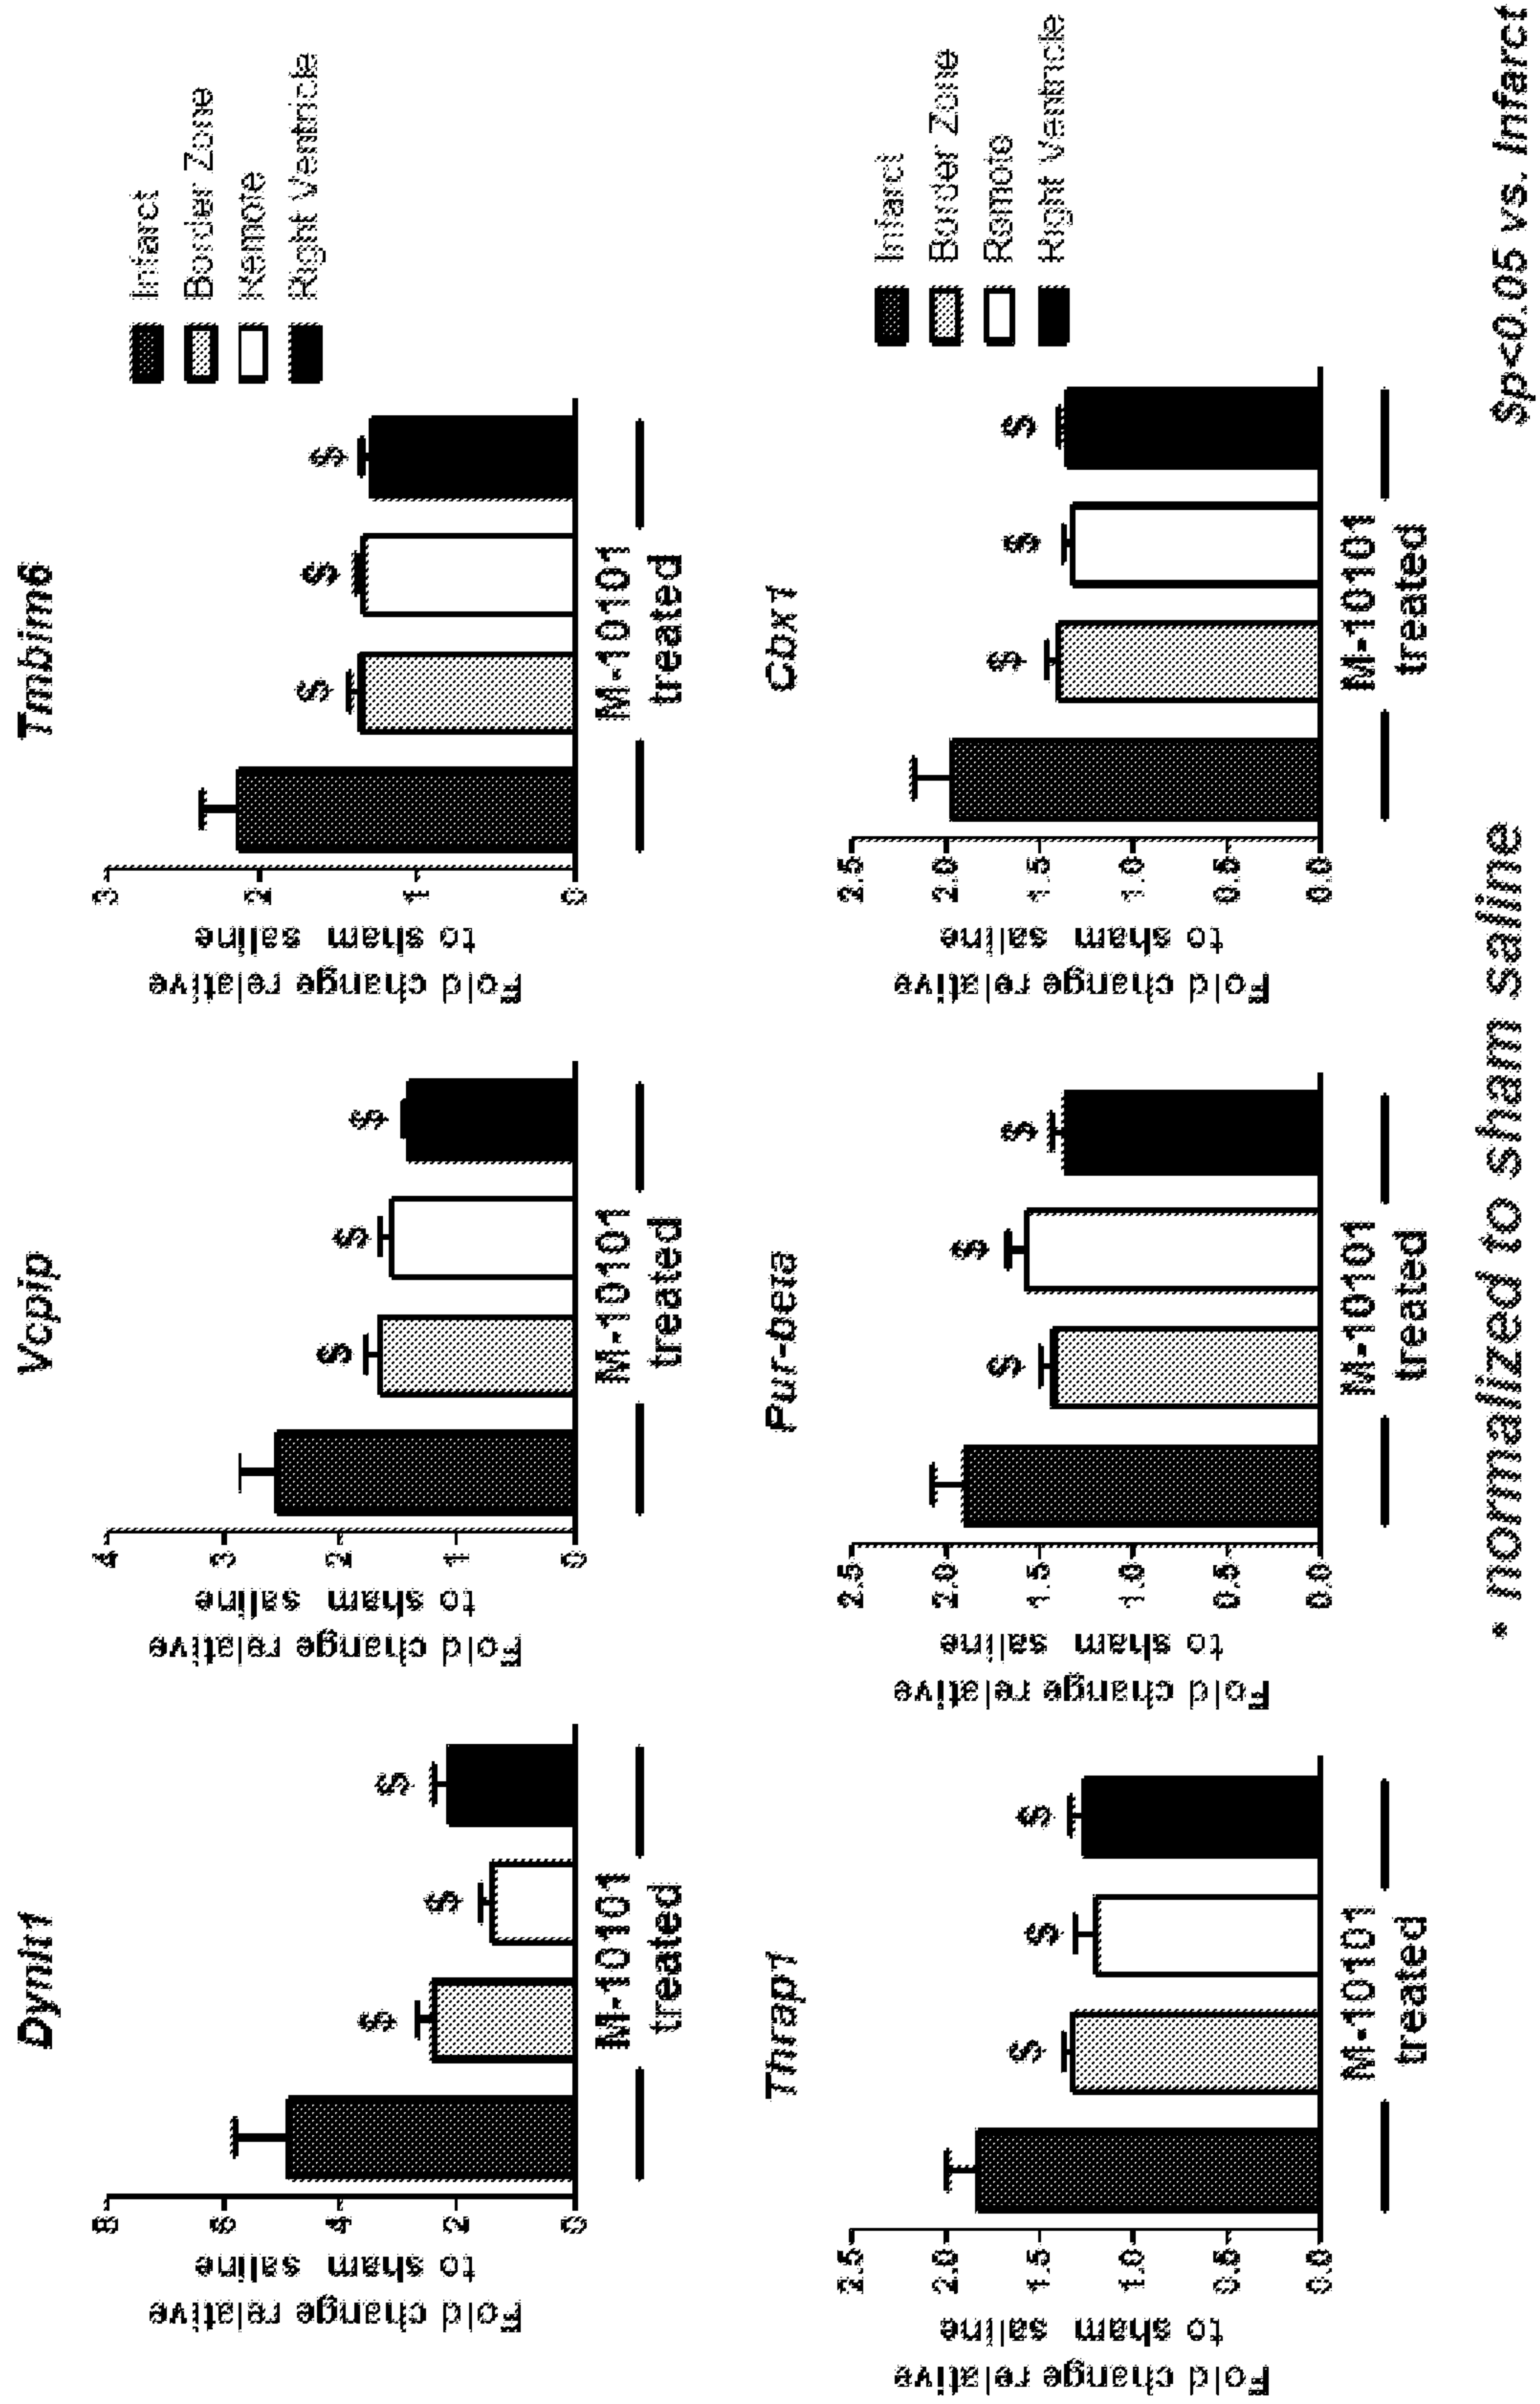 Dynlt1
Fold change relative
to sham saline
8
6
4
2
0
$
$
$
M-10101
treated
Vcpip
Fold change relative
to sham saline
4
3
2
1
0
$
$
$
M-10101
treated
Tmbim6
Fold change relative
to sham saline
3
2
1
0
$
$
$
M-10101
treated
Infarct
Border Zone
Remote
Right Ventricle
Thrap1
Fold change relative
to sham saline
2.5
2.0
1.5
1.0
0.5
0.0
$
$
$
M-10101
treated
Pur-beta
Fold change relative
to sham saline
2.5
2.0
1.5
1.0
0.5
0.0
$
$
$
M-10101
treated
Cbx1
Fold change relative
to sham saline
2.5
2.0
1.5
1.0
0.5
0.0
$
$
$
M-10101
treated
Infarct
Border Zone
Remote
Right Ventricle
* normalized to sham saline
$p<0.05 vs. Infarct